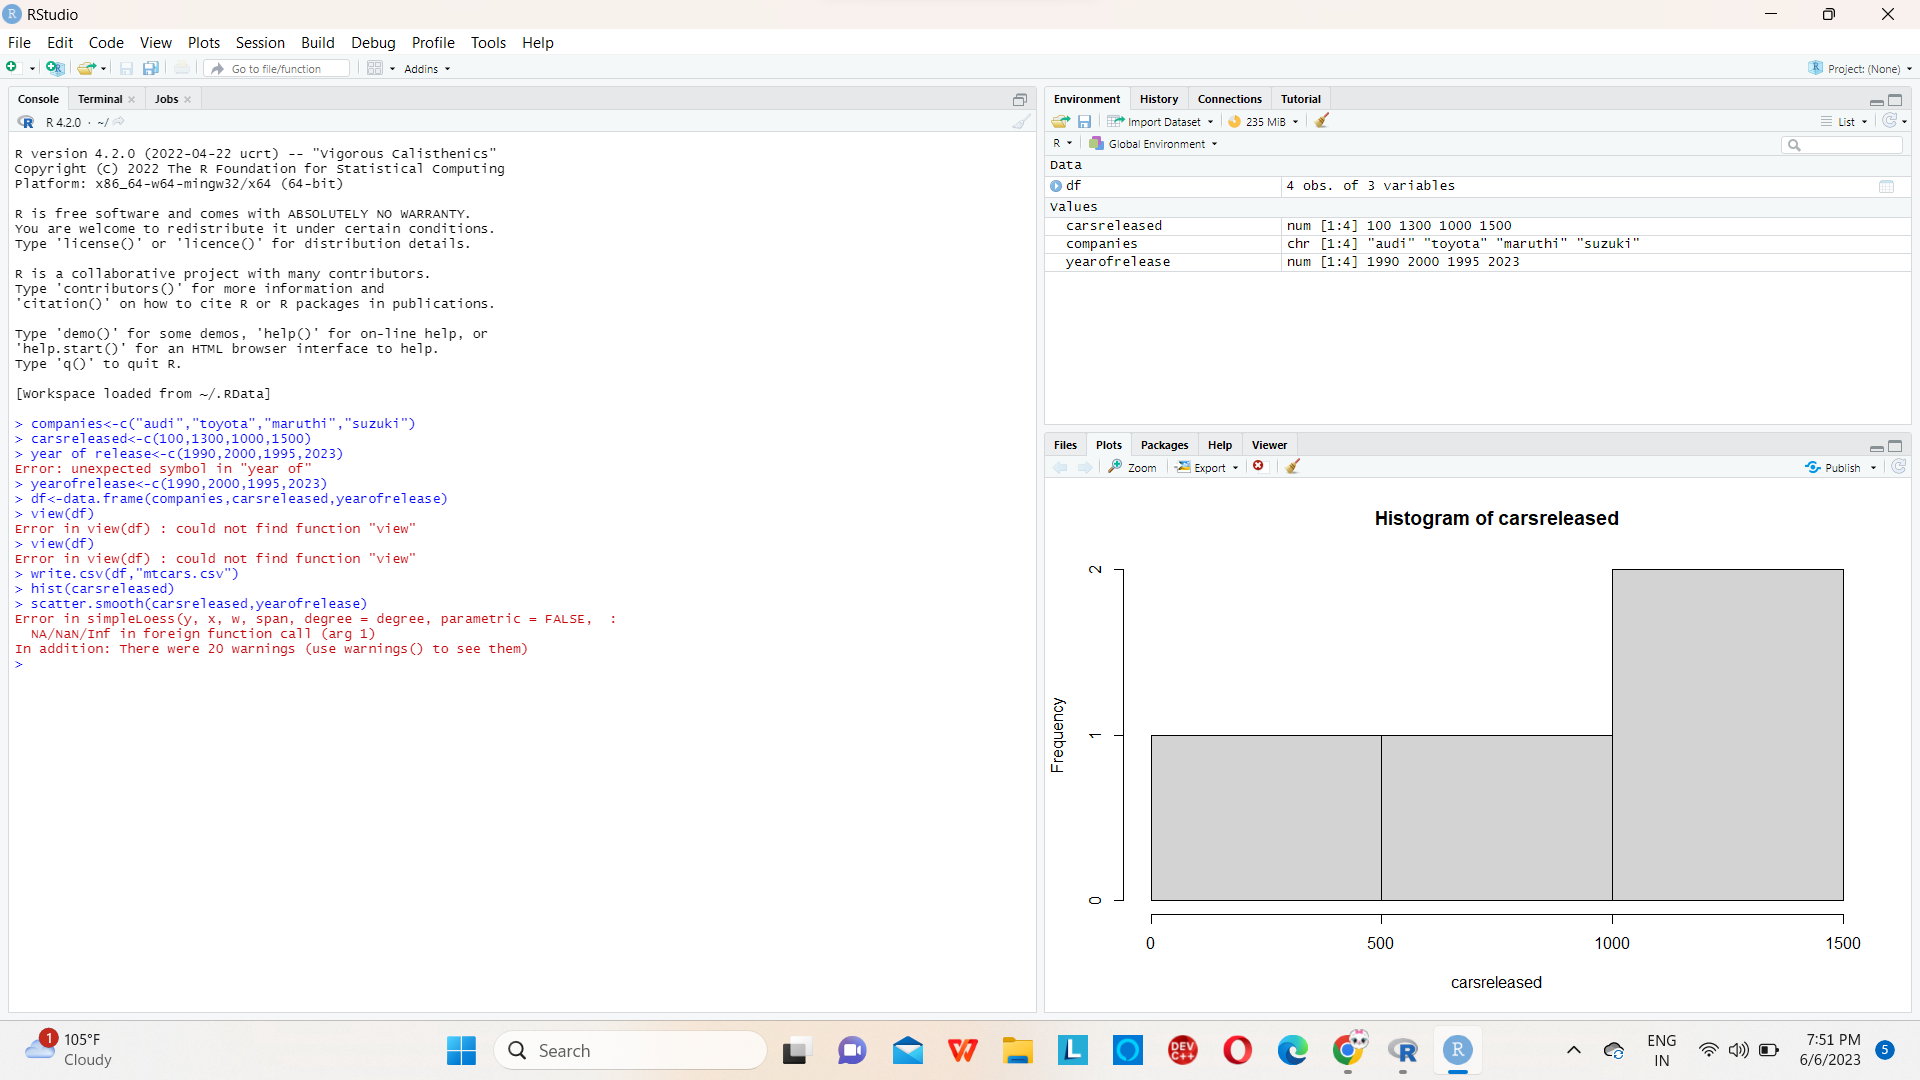 RStudio
File Edit Code View Plots Session Build Debug Profile Tools Help
Go to file/function Addins Project: (None)
Console Terminal Jobs
R 4.2.0 · ~/
R version 4.2.0 (2022-04-22 ucrt) -- "Vigorous Calisthenics"
Copyright (C) 2022 The R Foundation for Statistical Computing
Platform: x86_64-w64-mingw32/x64 (64-bit)
R is free software and comes with ABSOLUTELY NO WARRANTY.
You are welcome to redistribute it under certain conditions.
Type 'license()' or 'licence()' for distribution details.
R is a collaborative project with many contributors.
Type 'contributors()' for more information and
'citation()' on how to cite R or R packages in publications.
Type 'demo()' for some demos, 'help()' for on-line help, or
'help.start()' for an HTML browser interface to help.
Type 'q()' to quit R.
[Workspace loaded from ~/.RData]
> companies<-c("audi","toyota","maruthi","suzuki")
> carsreleased<-c(100,1300,1000,1500)
> year of release<-c(1990,2000,1995,2023)
Error: unexpected symbol in "year of"
> yearofrelease<-c(1990,2000,1995,2023)
> df<-data.frame(companies,carsreleased,yearofrelease)
> view(df)
Error in view(df) : could not find function "view"
> view(df)
Error in view(df) : could not find function "view"
> write.csv(df,"mtcars.csv")
> hist(carsreleased)
> scatter.smooth(carsreleased,yearofrelease)
Error in simpleLoess(y, x, w, span, degree = degree, parametric = FALSE,  :
  NA/NaN/Inf in foreign function call (arg 1)
In addition: There were 20 warnings (use warnings() to see them)
>
Environment History Connections Tutorial
Import Dataset 235 MiB List
R Global Environment
Data
df 4 obs. of 3 variables
Values
carsreleased num [1:4] 100 1300 1000 1500
companies chr [1:4] "audi" "toyota" "maruthi" "suzuki"
yearofrelease num [1:4] 1990 2000 1995 2023
Files Plots Packages Help Viewer
Zoom Export Publish
Histogram of carsreleased
Frequency
2
1
0
0 500 1000 1500
carsreleased
1
105°F
Cloudy
Search
DEV
C++
ENG
IN
7:51 PM
6/6/2023
5